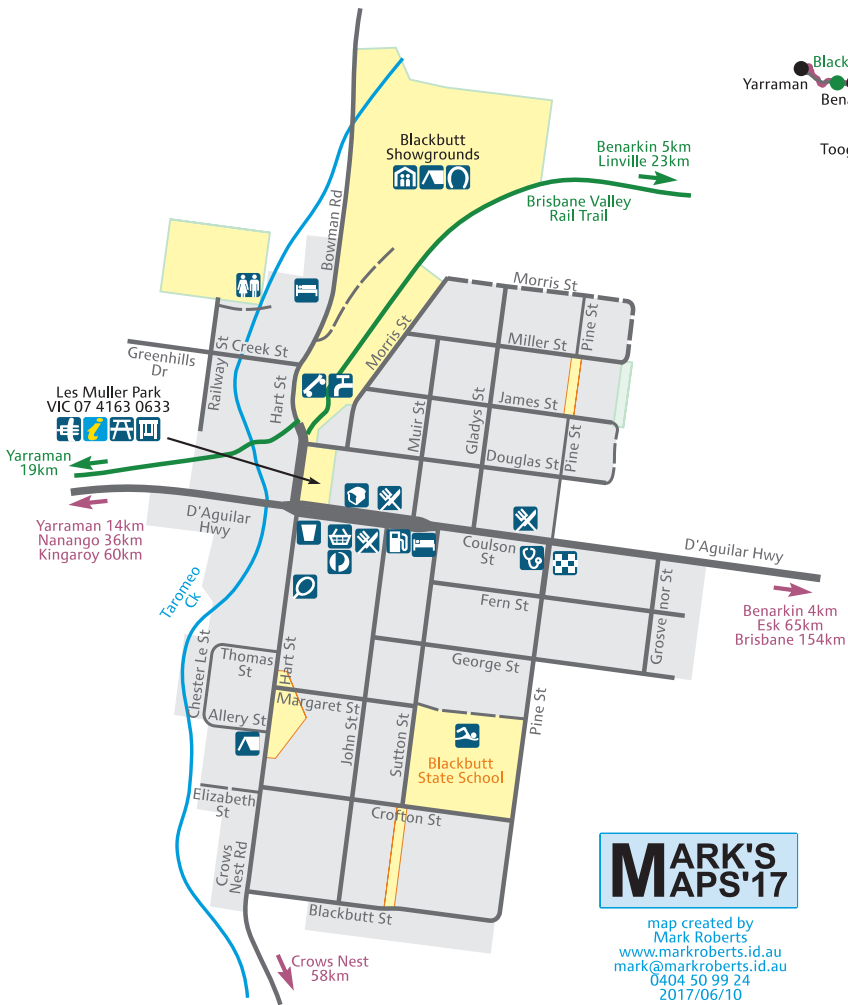 Black
Yarraman
Bena
Toog
Blackbutt
Showgrounds
Benarkin 5km
Linville 23km
Brisbane Valley
Rail Trail
Bowman Rd
Morris St
Morris St
Miller St
Pine St
Greenhills
Dr
Creek St
Railway St
Hart St
James St
Muir St
Gladys St
Douglas St
Pine St
Les Muller Park
VIC 07 4163 0633
i
Yarraman
19km
Yarraman 14km
Nanango 36km
Kingaroy 60km
D'Aguilar
Hwy
Coulson
St
D'Aguilar Hwy
Benarkin 4km
Esk 65km
Brisbane 154km
Taromeo
Ck
Fern St
Grosvenor St
George St
Chester Le St
Thomas
St
Hart St
Margaret St
Allery St
John St
Sutton St
Pine St
Blackbutt
State School
Elizabeth
St
Crofton St
Crows
Nest Rd
Blackbutt St
Crows Nest
58km
MARK'S
MAPS'17
map created by
Mark Roberts
www.markroberts.id.au
mark@markroberts.id.au
0404 50 99 24
2017/06/10